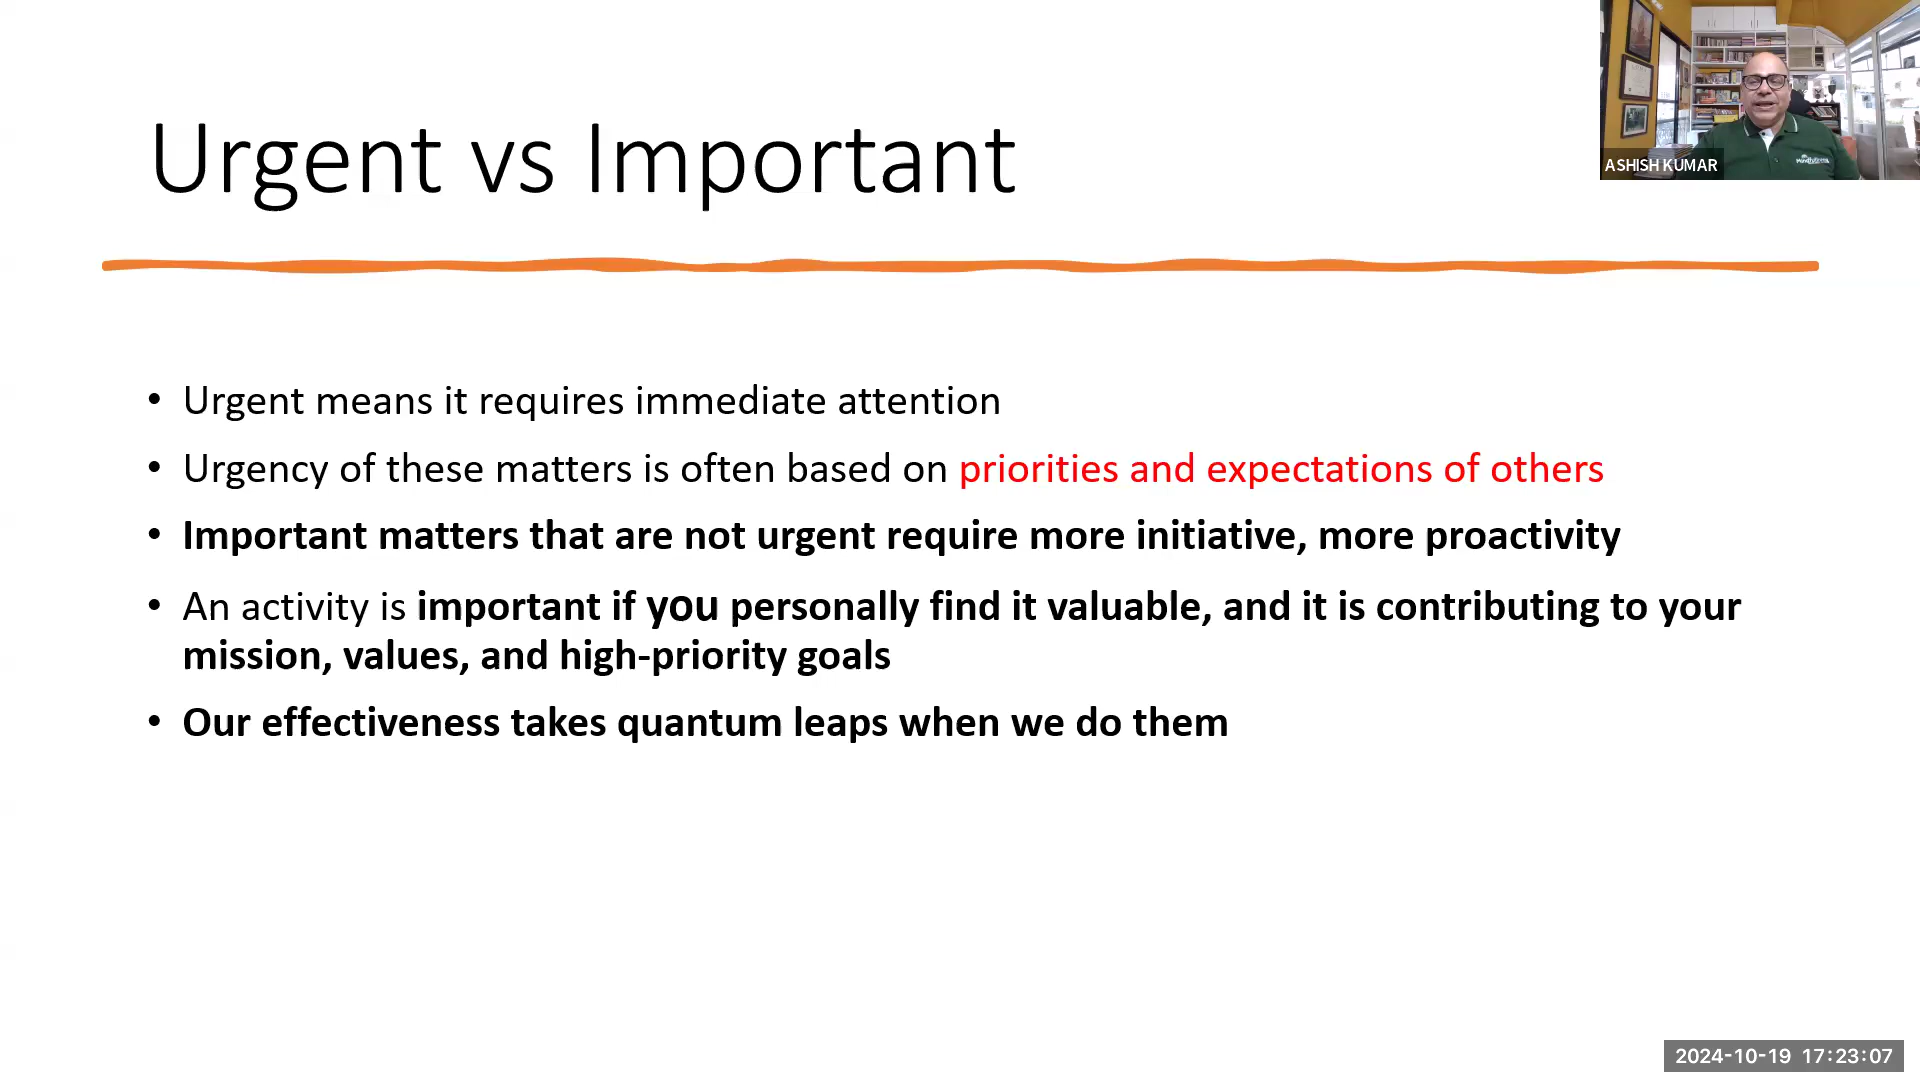 Urgent vs Important
ASHISH KUMAR
• Urgent means it requires immediate attention
• Urgency of these matters is often based on priorities and expectations of others
• Important matters that are not urgent require more initiative, more proactivity
• An activity is important if you personally find it valuable, and it is contributing to your
mission, values, and high-priority goals
• Our effectiveness takes quantum leaps when we do them
2024-10-19 17:23:07